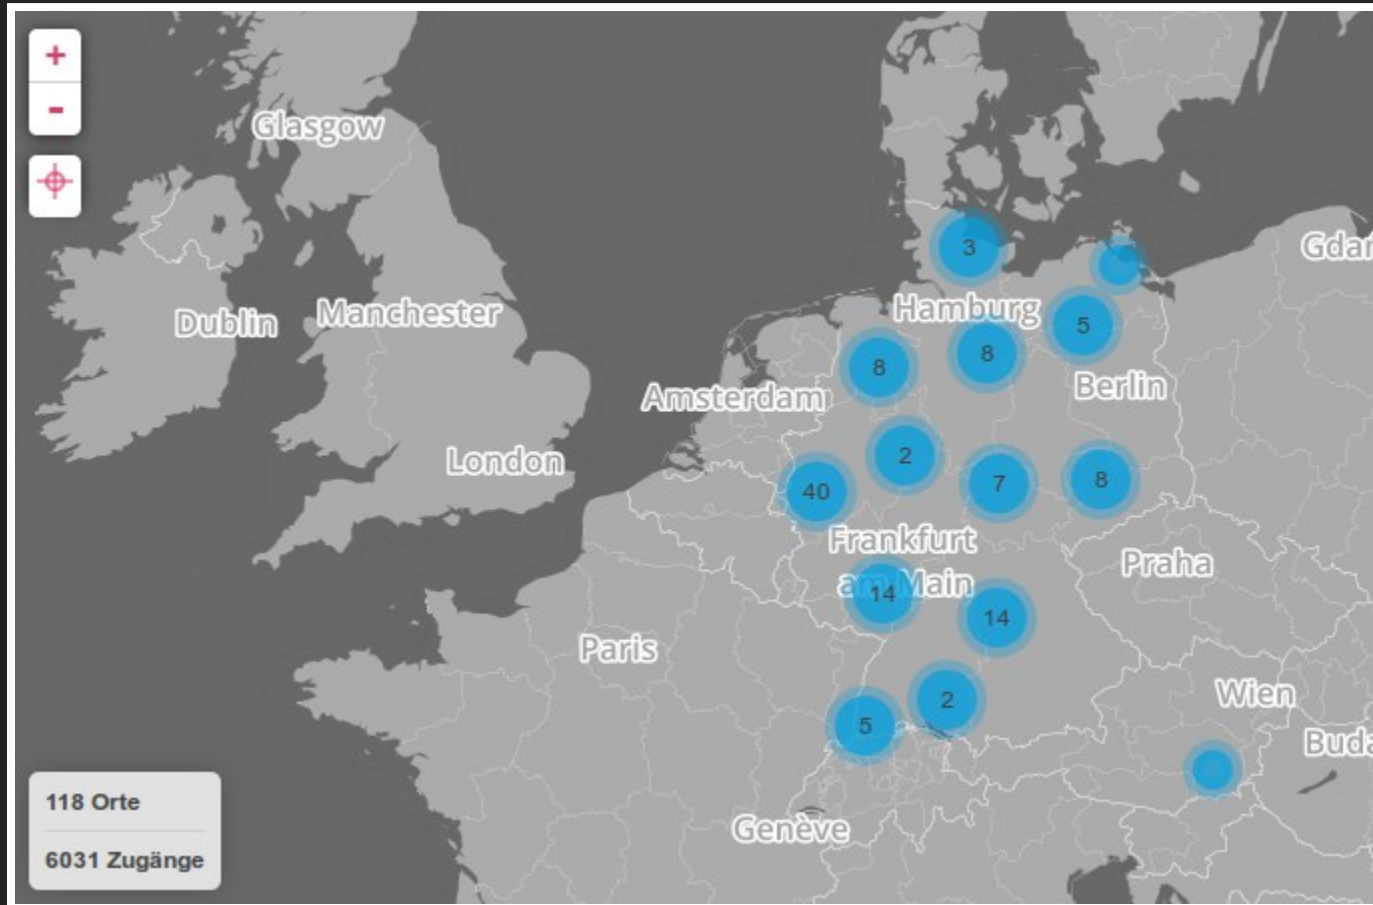 +
-
Glasgow
Dublin
Manchester
London
Amsterdam
Hamburg
Berlin
Gdan
3
5
8
8
2
7
8
40
Frankfurt
am Main
14
14
Praha
Paris
2
5
Wien
Buda
Genève
118 Orte
6031 Zugänge